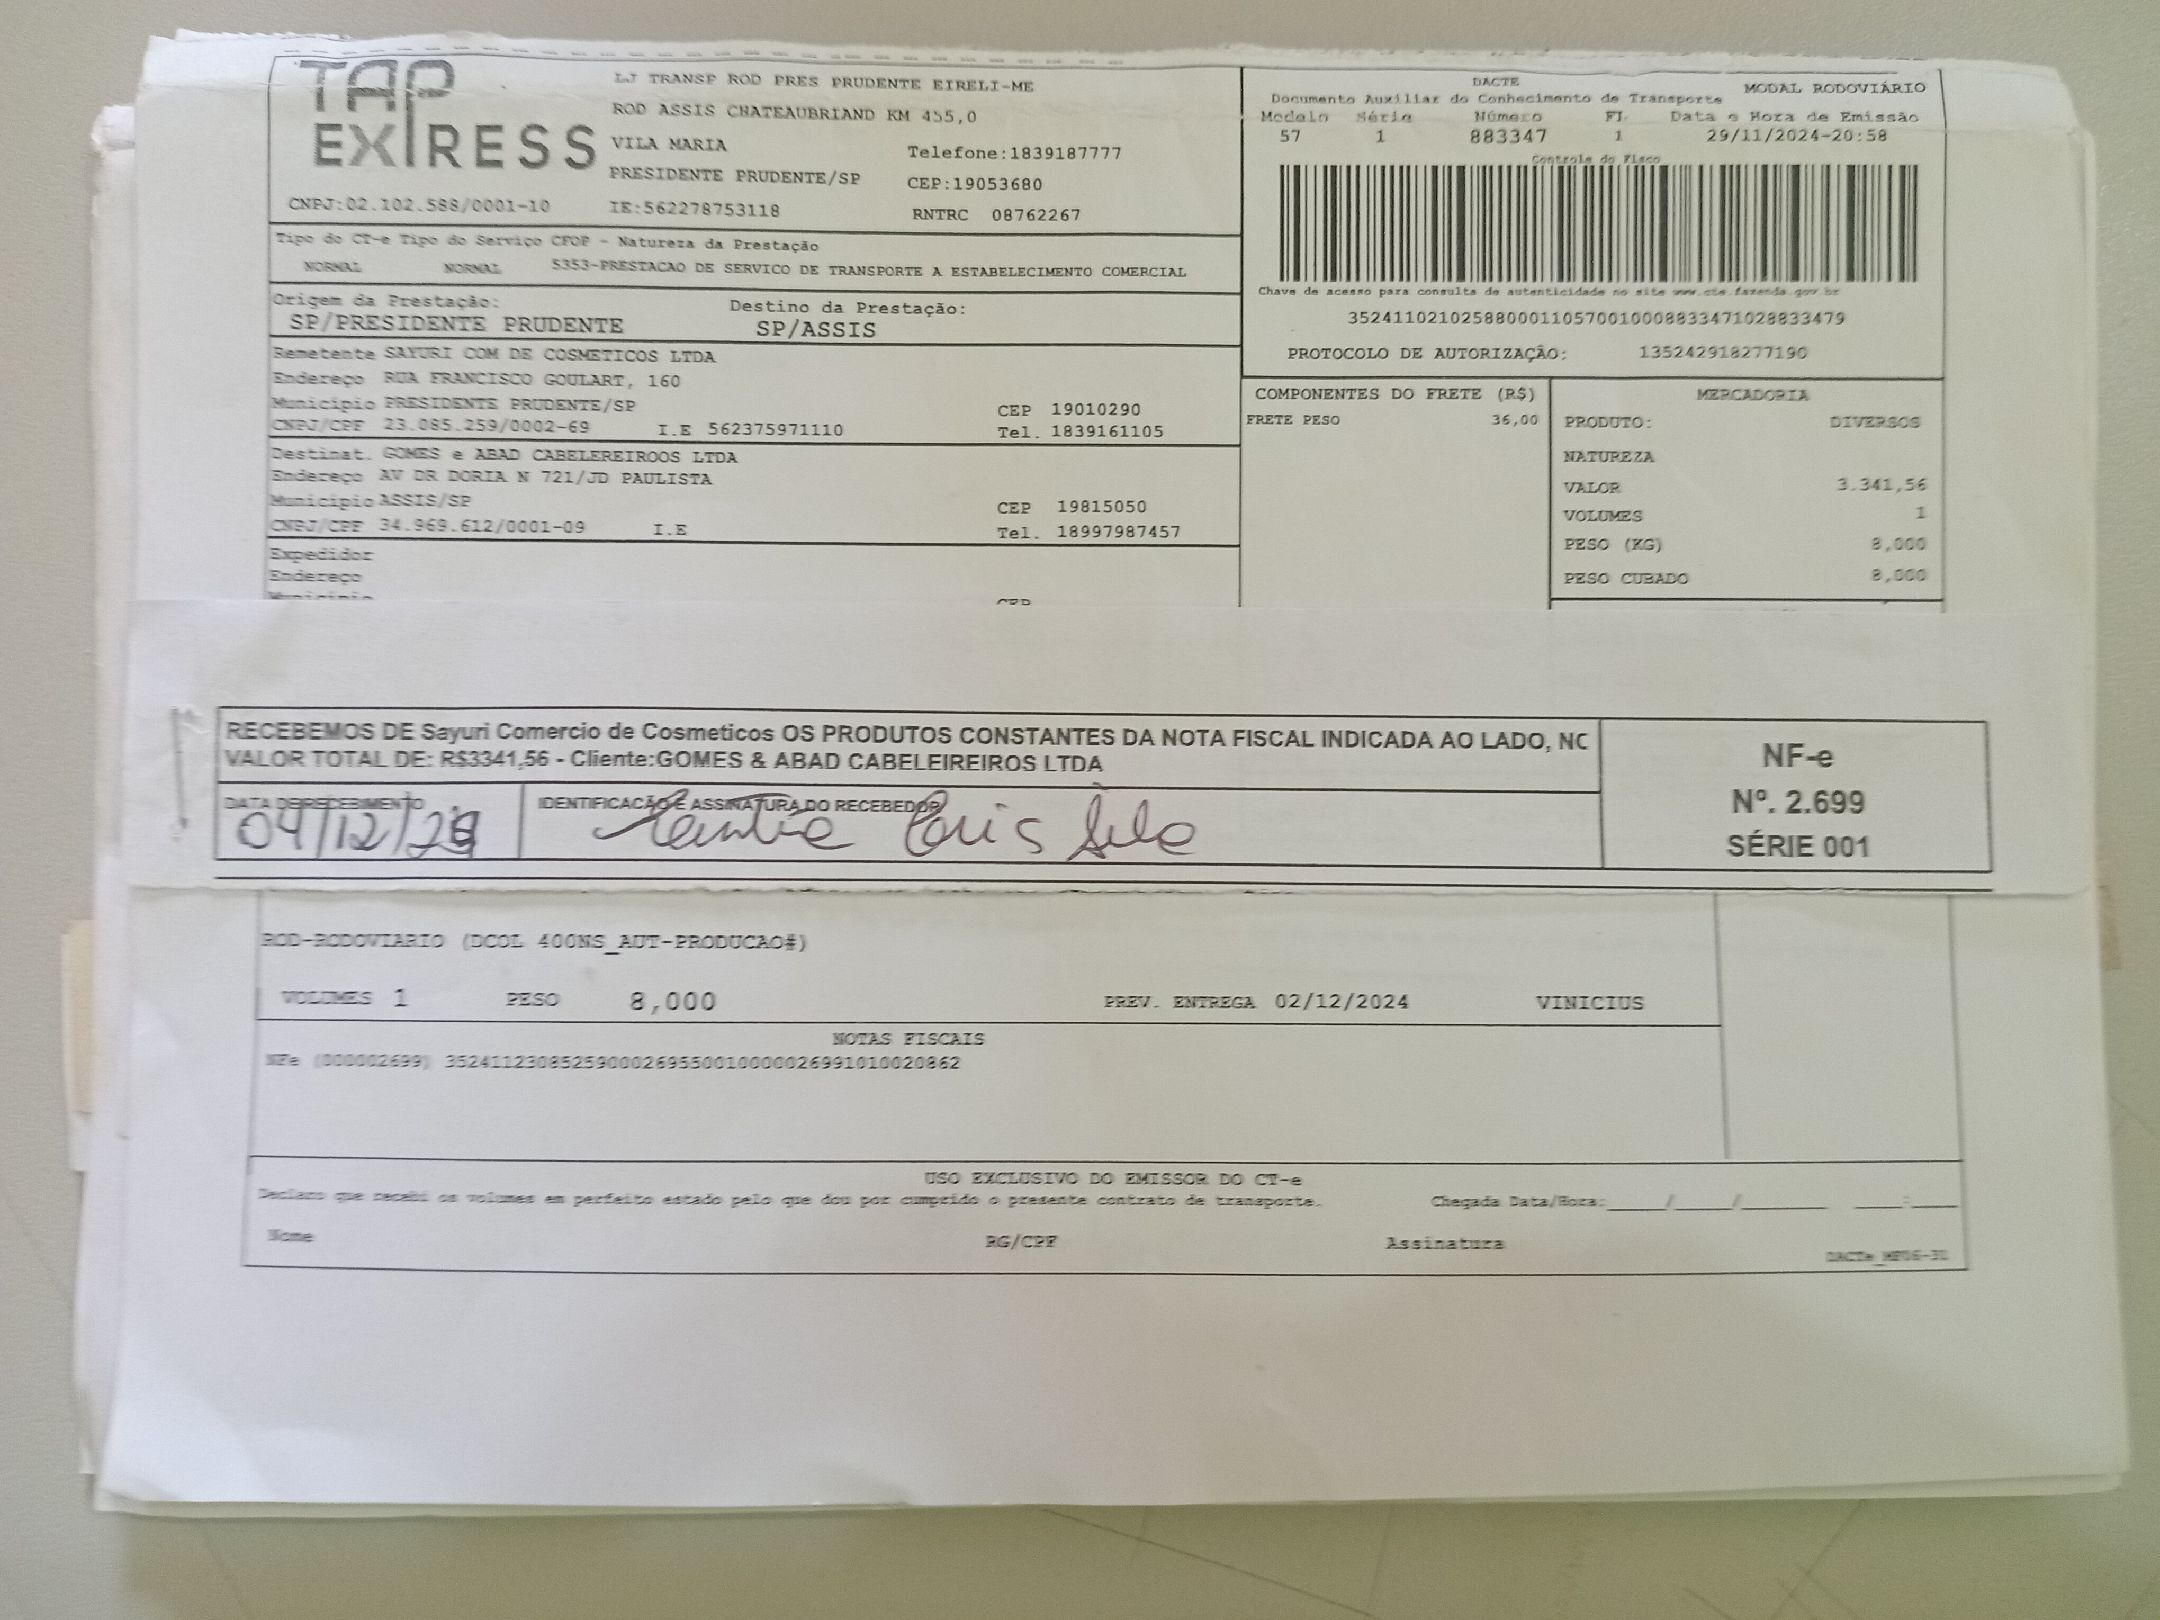 TAP
EXPRESS
LJ TRANSP ROD PRES PRUDENTE EIRELI-ME
ROD ASSIS CHATEAUBRIAND KM 455,0
VILA MARIA
Telefone:1839187777
PRESIDENTE PRUDENTE/SP
CEP:19053680
CNPJ:02.102.588/0001-10 IE:562278753118 RNTRC 08762267
DACTE
MODAL RODOVIÁRIO
Documento Auxiliar do Conhecimento de Transporte
Modelo Série Número FL Data e Hora de Emissão
57 1 883347 1 29/11/2024-20:58
Controle do Fisco
Chave de acesso para consulta de autenticidade no site www.cte.fazenda.gov.br
35241102102588000110570010008833471028833479
PROTOCOLO DE AUTORIZAÇÃO: 135242918277190
Tipo do CT-e Tipo do Serviço CFOP - Natureza da Prestação
NORMAL NORMAL 5353-PRESTACAO DE SERVICO DE TRANSPORTE A ESTABELECIMENTO COMERCIAL
Origem da Prestação: Destino da Prestação:
SP/PRESIDENTE PRUDENTE SP/ASSIS
Remetente SAYURI COM DE COSMETICOS LTDA
Endereço RUA FRANCISCO GOULART, 160
Município PRESIDENTE PRUDENTE/SP CEP 19010290
CNPJ/CPF 23.085.259/0002-69 I.E 562375971110 Tel. 1839161105
Destinat. GOMES e ABAD CABELEREIROOS LTDA
Endereço AV DR DORIA N 721/JD PAULISTA
Município ASSIS/SP CEP 19815050
CNPJ/CPF 34.969.612/0001-09 I.E Tel. 18997987457
Expedidor
Endereço
Município CEP
COMPONENTES DO FRETE (R$)
FRETE PESO 36,00
MERCADORIA
PRODUTO: DIVERSOS
NATUREZA
VALOR 3.341,56
VOLUMES 1
PESO (KG) 8,000
PESO CUBADO 8,000
RECEBEMOS DE Sayuri Comercio de Cosmeticos OS PRODUTOS CONSTANTES DA NOTA FISCAL INDICADA AO LADO, NO
VALOR TOTAL DE: R$3341,56 - Cliente:GOMES & ABAD CABELEIREIROS LTDA
DATA DE RECEBIMENTO
04/12/
IDENTIFICAÇÃO E ASSINATURA DO RECEBEDOR
NF-e
Nº. 2.699
SÉRIE 001
ROD-RODOVIARIO (DCOL 400NS_AUT-PRODUCAO#)
VOLUMES 1 PESO 8,000 PREV. ENTREGA 02/12/2024 VINICIUS
NOTAS FISCAIS
NFe (000002699) 35241123085259000269550010000026991010020862
USO EXCLUSIVO DO EMISSOR DO CT-e
Declaro que recebi os volumes em perfeito estado pelo que dou por cumprido o presente contrato de transporte. Chegada Data/Hora:____/____/______ ____:____
Nome RG/CPF Assinatura